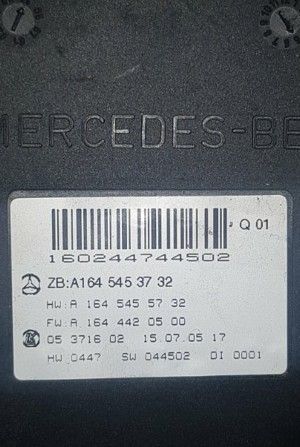 MERCEDES-BE
Q 01
160244744502
ZB:A164 545 37 32
HW:A 164 545 57 32
FW:A 164 442 05 00
05 3716 02 15.07.05 17
HW 0447 SW 044502 DI 0001